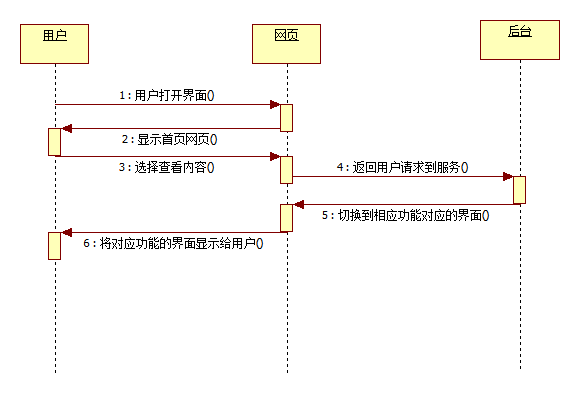 用户
网页
后台
1 : 用户打开界面()
2 : 显示首页网页()
3 : 选择查看内容()
4 : 返回用户请求到服务()
5 : 切换到相应功能对应的界面()
6 : 将对应功能的界面显示给用户()